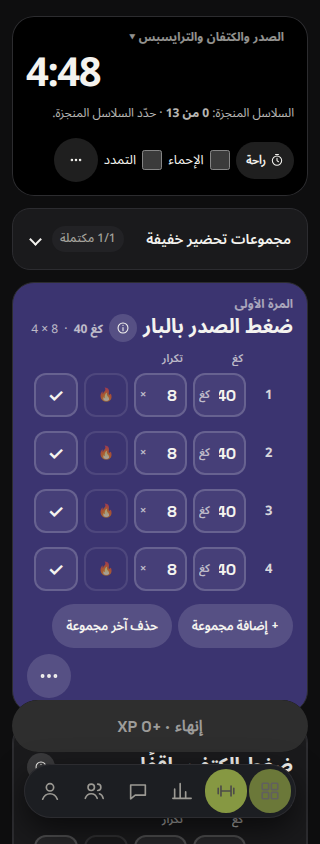 الصدر والكتفان والترايسبس ▾
4:48
السلاسل المنجزة: 0 من 13 · حدّد السلاسل المنجزة.
راحة الإحماء التمدد ···
مجموعات تحضير خفيفة 1/1 مكتملة
المرة الأولى
ضغط الصدر بالبار 40 كغ · 8 × 4
كغ تكرار
1 40 كغ 8 ×
2 40 كغ 8 ×
3 40 كغ 8 ×
4 40 كغ 8 ×
+ إضافة مجموعة حذف آخر مجموعة
···
إنهاء · +0 XP
كغ تكرار